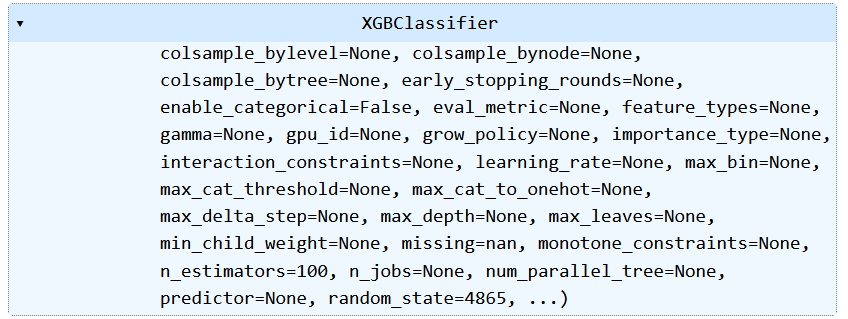 ▾ XGBClassifier
colsample_bylevel=None, colsample_bynode=None,
colsample_bytree=None, early_stopping_rounds=None,
enable_categorical=False, eval_metric=None, feature_types=None,
gamma=None, gpu_id=None, grow_policy=None, importance_type=None,
interaction_constraints=None, learning_rate=None, max_bin=None,
max_cat_threshold=None, max_cat_to_onehot=None,
max_delta_step=None, max_depth=None, max_leaves=None,
min_child_weight=None, missing=nan, monotone_constraints=None,
n_estimators=100, n_jobs=None, num_parallel_tree=None,
predictor=None, random_state=4865, ...)